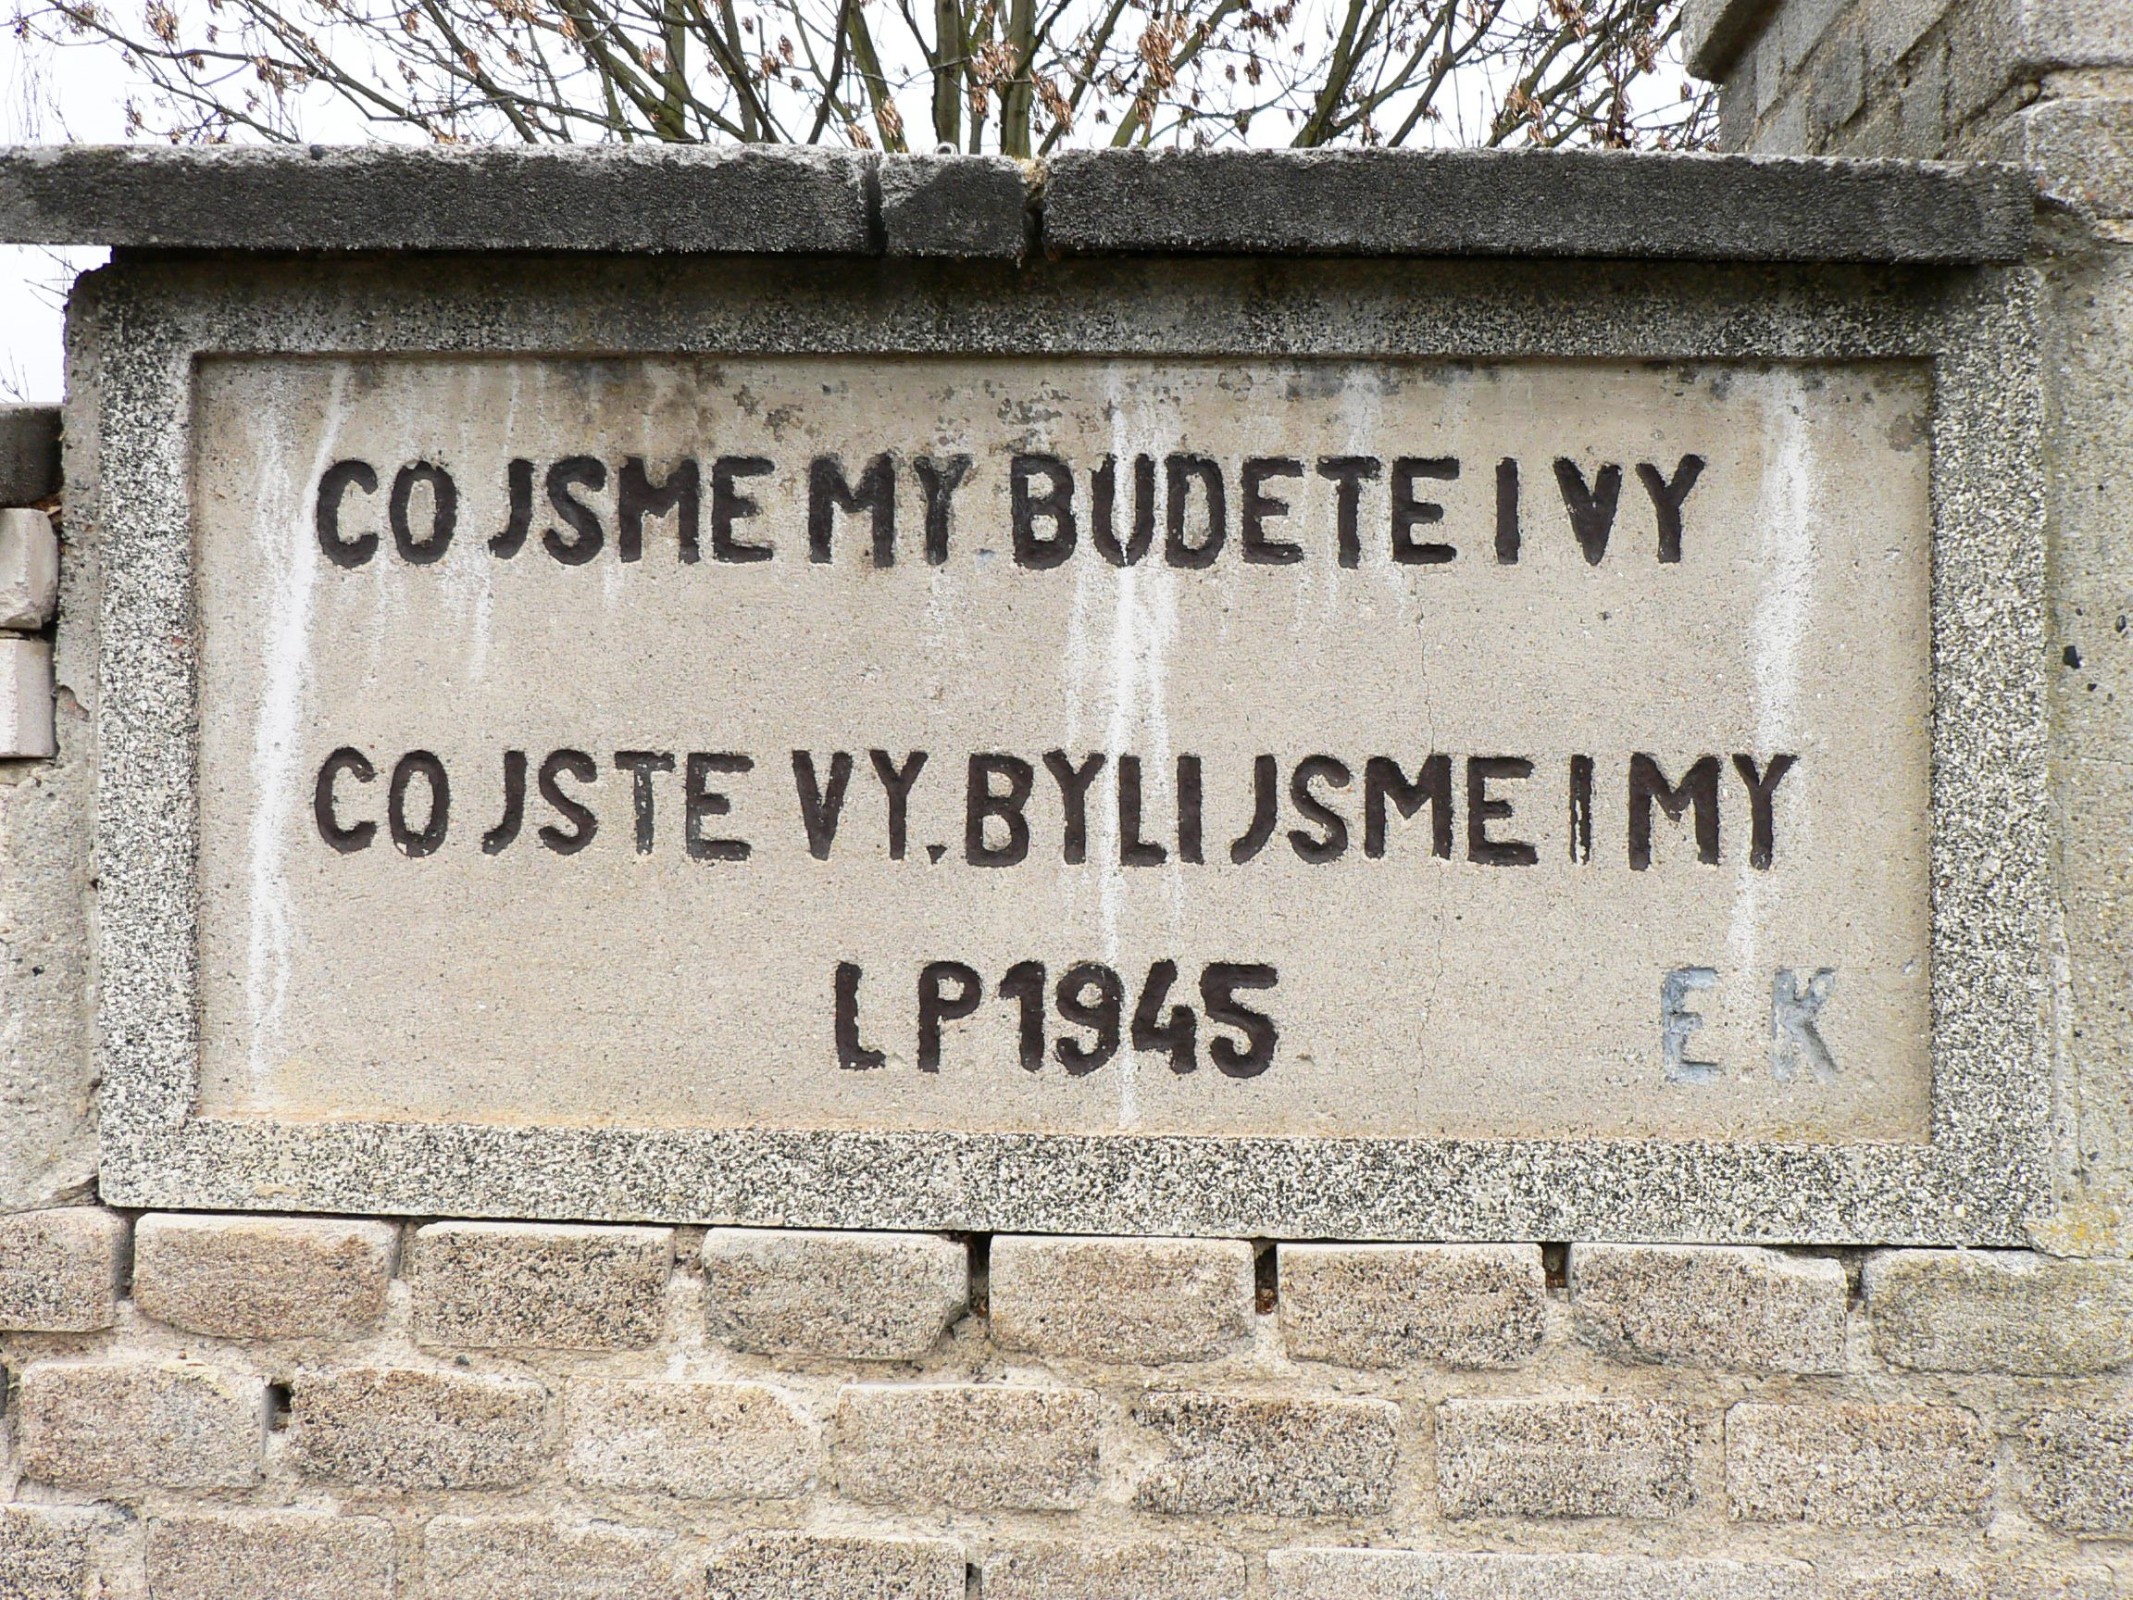 CO JSME MY BUDETE I VY
CO JSTE VY. BYLI JSME I MY
L P 1945 E K